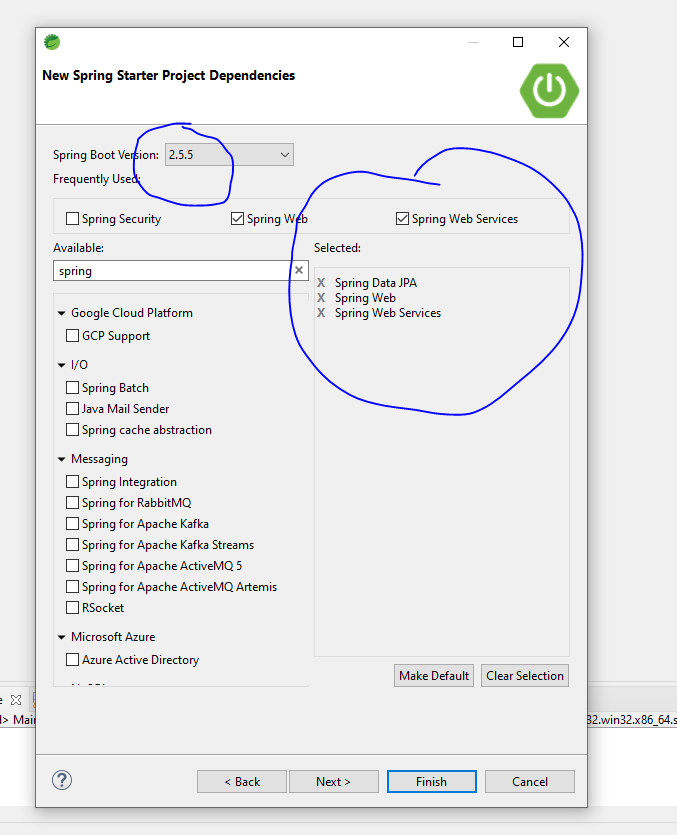 New Spring Starter Project Dependencies
Spring Boot Version: 2.5.5
Frequently Used:
Spring Security Spring Web Spring Web Services
Available: Selected:
spring
Spring Data JPA
Spring Web
Spring Web Services
Google Cloud Platform
GCP Support
I/O
Spring Batch
Java Mail Sender
Spring cache abstraction
Messaging
Spring Integration
Spring for RabbitMQ
Spring for Apache Kafka
Spring for Apache Kafka Streams
Spring for Apache ActiveMQ 5
Spring for Apache ActiveMQ Artemis
RSocket
Microsoft Azure
Azure Active Directory
Make Default Clear Selection
32.win32.x86_64.s
< Back Next > Finish Cancel